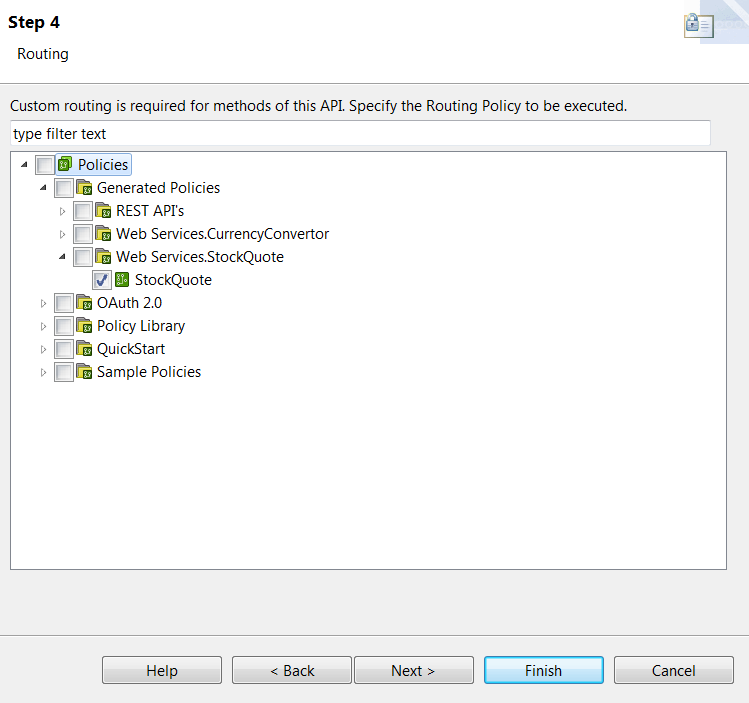 Step 4
Routing
Custom routing is required for methods of this API. Specify the Routing Policy to be executed.
type filter text
Policies
Generated Policies
REST API's
Web Services.CurrencyConvertor
Web Services.StockQuote
StockQuote
OAuth 2.0
Policy Library
QuickStart
Sample Policies
Help < Back Next > Finish Cancel